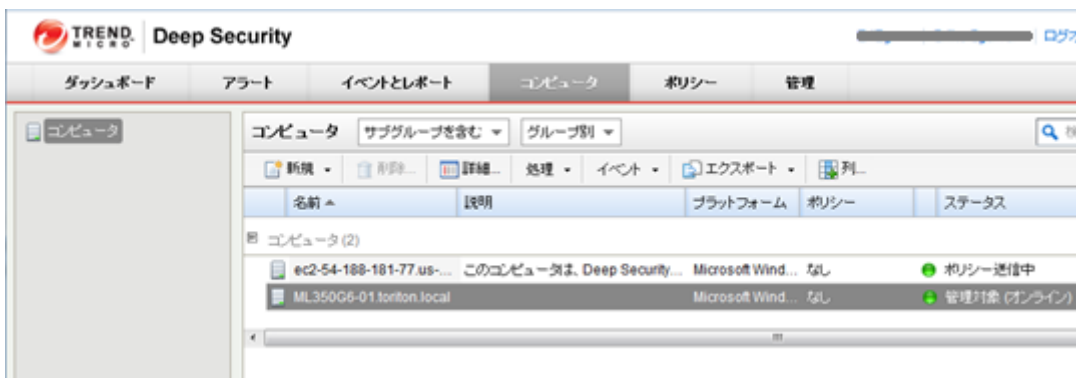 TREND MICRO Deep Security
ログオ
ダッシュボード アラート イベントとレポート コンピュータ ポリシー 管理
コンピュータ
コンピュータ サブグループを含む グループ別
新規 削除... 詳細... 処理 イベント エクスポート 列...
名前 説明 プラットフォーム ポリシー ステータス
コンピュータ (2)
ec2-54-188-181-77.us-... このコンピュータは、Deep Security... Microsoft Wind... なし ポリシー送信中
ML350G6-01.toriton.local Microsoft Wind... なし 管理対象 (オンライン)